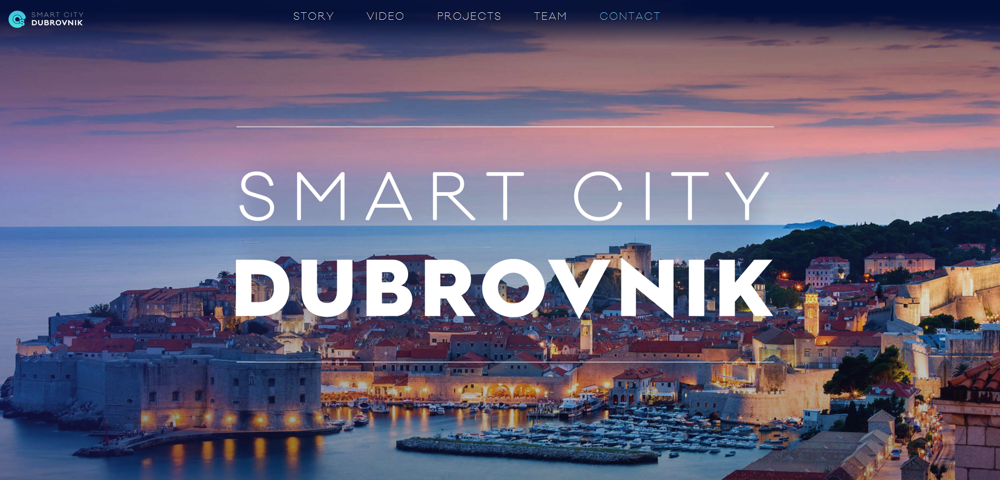 SMART CITY
DUBROVNIK
STORY VIDEO PROJECTS TEAM CONTACT
SMART CITY
DUBROVNIK